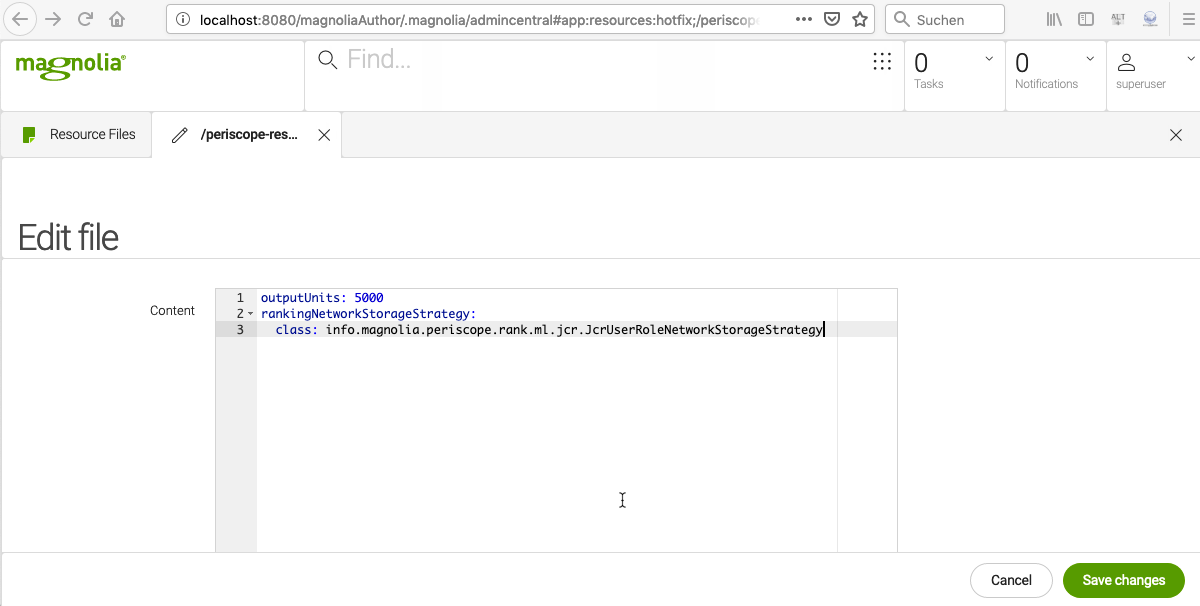 localhost:8080/magnoliaAuthor/.magnolia/admincentral#app:resources:hotfix;/periscope
Suchen
ALT
magnolia®
Find...
0
Tasks
0
Notifications
superuser
Resource Files
/periscope-res...
Edit file
Content
1 outputUnits: 5000
2 rankingNetworkStorageStrategy:
3 class: info.magnolia.periscope.rank.ml.jcr.JcrUserRoleNetworkStorageStrategy
Cancel
Save changes